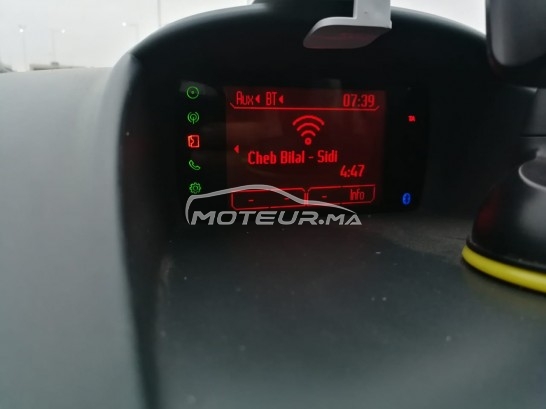 Aux BT 07:39
Cheb Bilal - Sidi
4:47
- - - Info
MOTEUR.MA